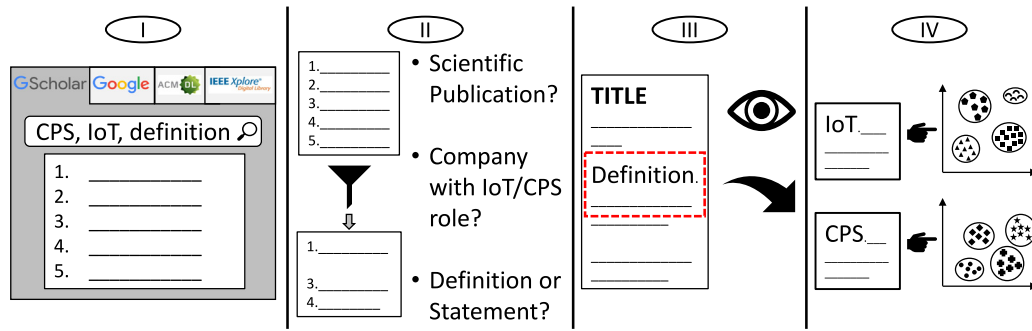 I
GScholar
Google
ACM DL
IEEE Xplore®
Digital Library
CPS, IoT, definition
1.
2.
3.
4.
5.
II
1.
2.
3.
4.
5.
1.
3.
4.
• Scientific
Publication?
• Company
with IoT/CPS
role?
• Definition or
Statement?
III
TITLE
Definition.
IV
IoT.
CPS.